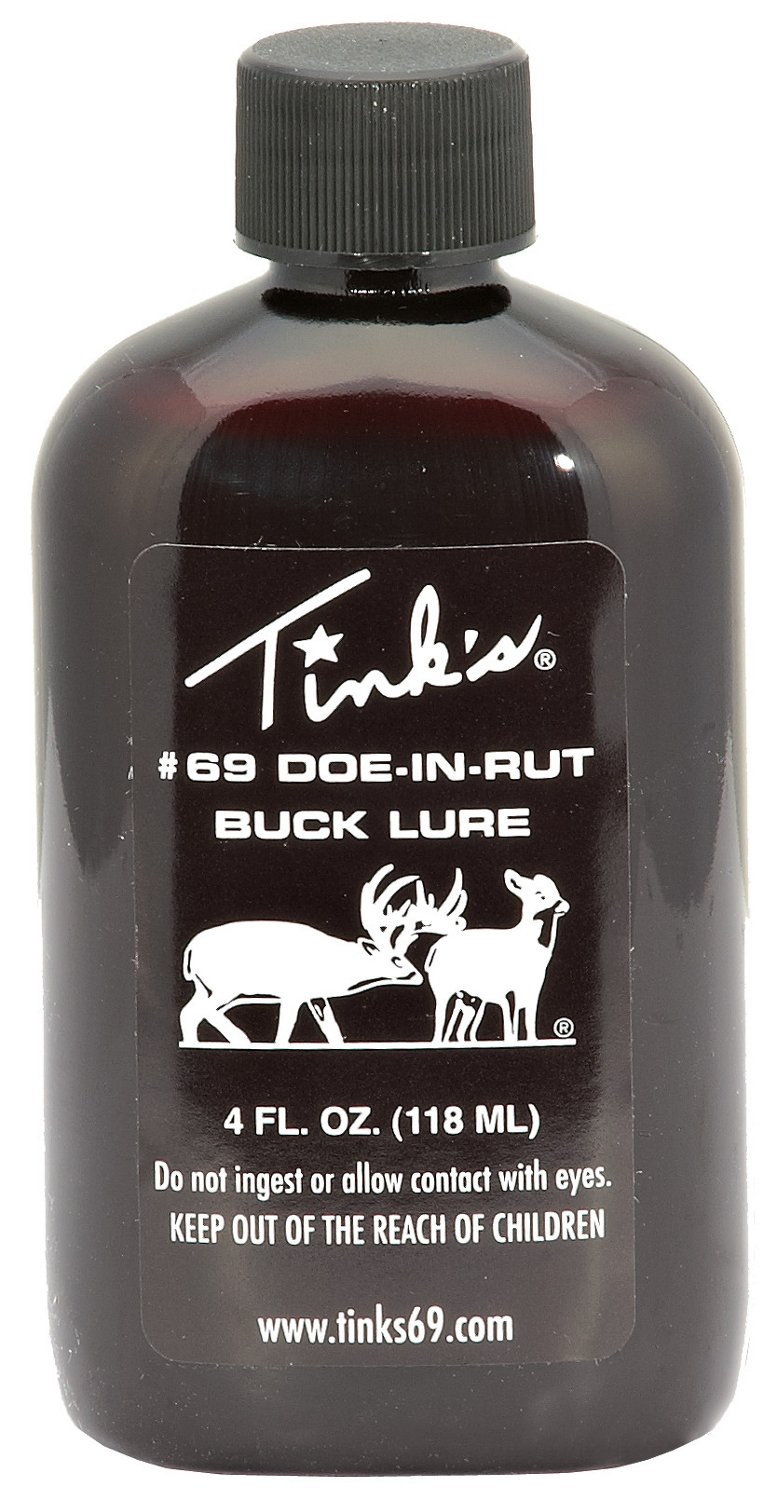 Tink's®
#69 DOE-IN-RUT
BUCK LURE
®
4 FL. OZ. (118 ML)
Do not ingest or allow contact with eyes.
KEEP OUT OF THE REACH OF CHILDREN
www.tinks69.com